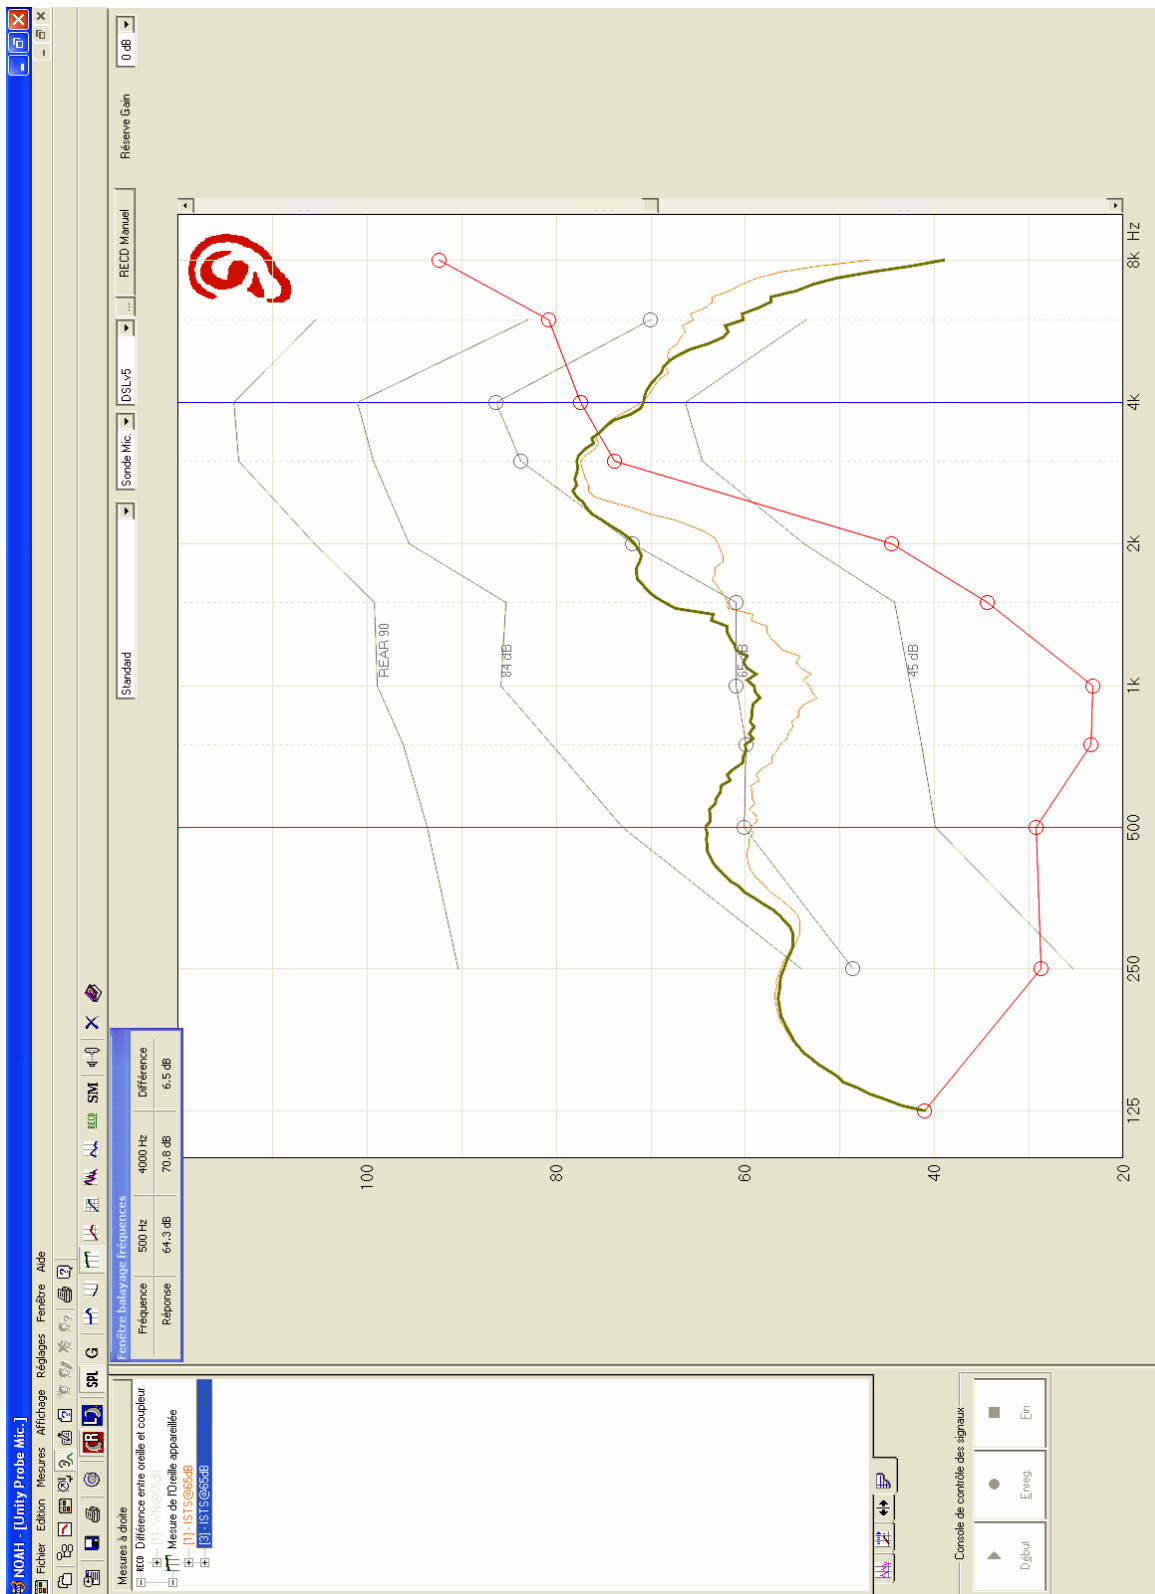 NOAH - [Unity Probe Mic.]
Fichier Edition Mesures Affichage Réglages Fenêtre Aide
SPL G RECD SM
Mesures à droite
RECD Différence entre oreille et coupleur
[1] - WN@65dB
Mesure de l'Oreille appareillée
[1] - ISTS@65dB
[3] - ISTS@65dB
Fenêtre balayage fréquences
Fréquence 500 Hz 4000 Hz Différence
Réponse 64.3 dB 70.8 dB 6.5 dB
Standard Sonde Mic. DSLv5 ... RECD Manuel Réserve Gain 0 dB
100
80
60
40
20
REAR 90
84 dB
65 dB
45 dB
125 250 500 1k 2k 4k 8k Hz
Console de contrôle des signaux
Début Enreg. Fin